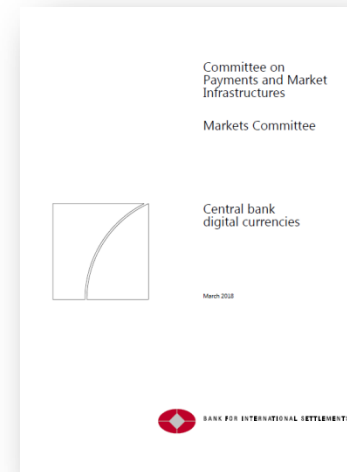 Committee on
Payments and Market
Infrastructures
Markets Committee
Central bank
digital currencies
March 2018
BANK FOR INTERNATIONAL SETTLEMENTS